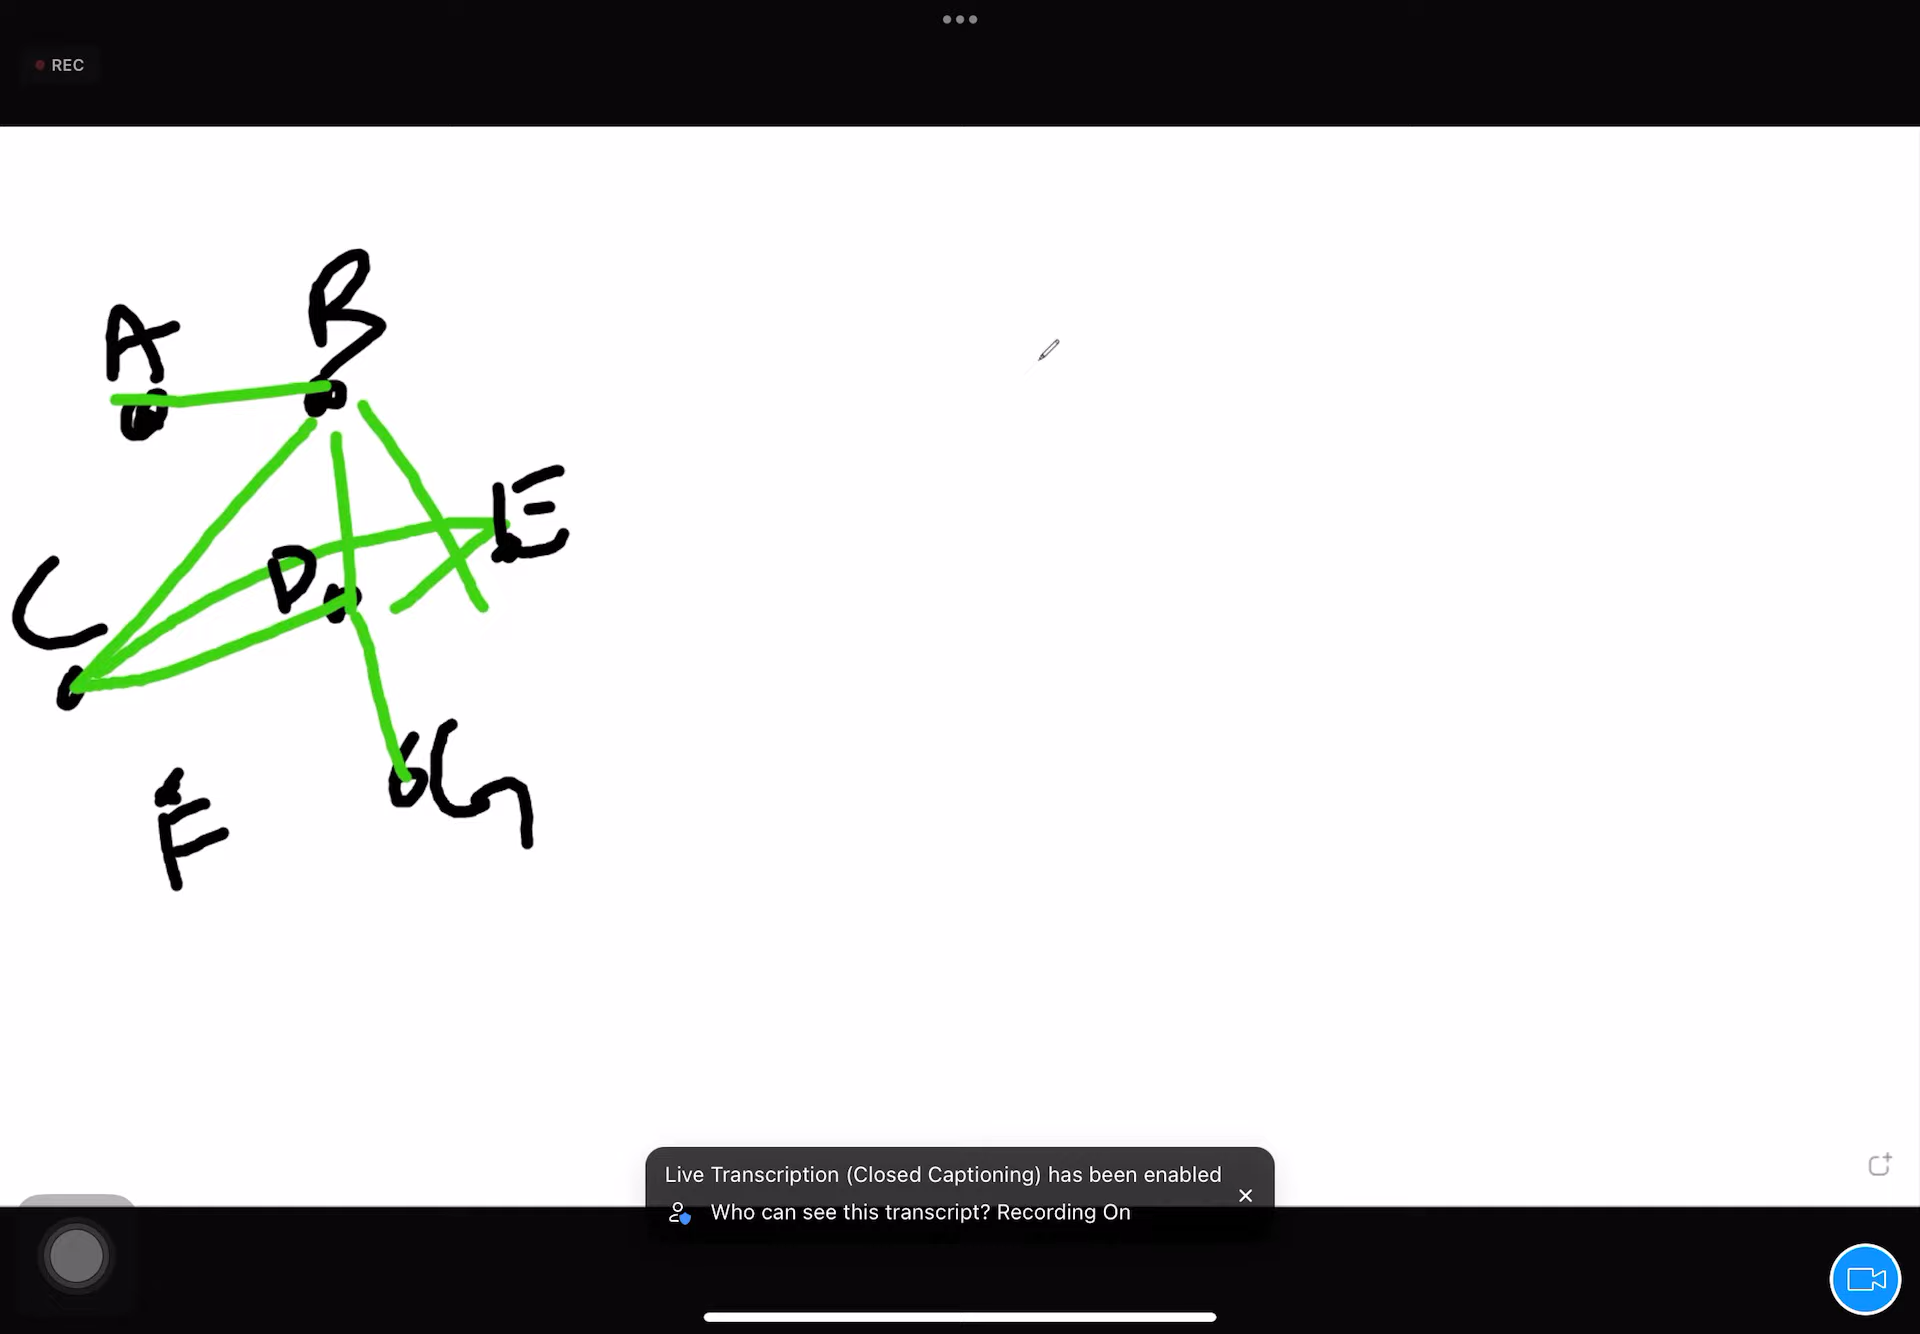 REC
B
A
E
D
C
G
F
Live Transcription (Closed Captioning) has been enabled
Who can see this transcript? Recording On